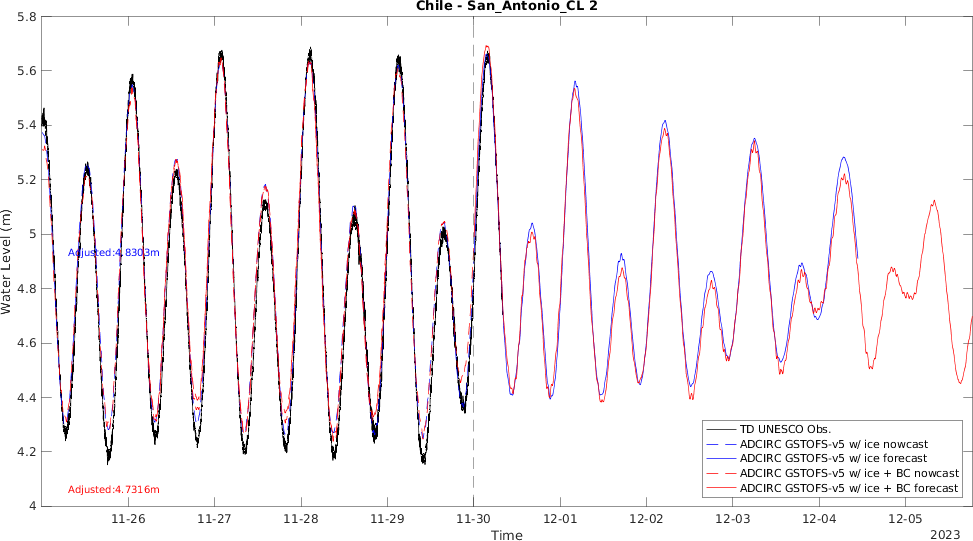 Chile - San_Antonio_CL 2
5.8
5.6
5.4
5.2
5
4.8
4.6
4.4
4.2
4
Water Level (m)
Adjusted:4.8303m
Adjusted:4.7316m
TD UNESCO Obs.
ADCIRC GSTOFS-v5 w/ ice nowcast
ADCIRC GSTOFS-v5 w/ ice forecast
ADCIRC GSTOFS-v5 w/ ice + BC nowcast
ADCIRC GSTOFS-v5 w/ ice + BC forecast
11-26 11-27 11-28 11-29 11-30 12-01 12-02 12-03 12-04 12-05
Time
2023